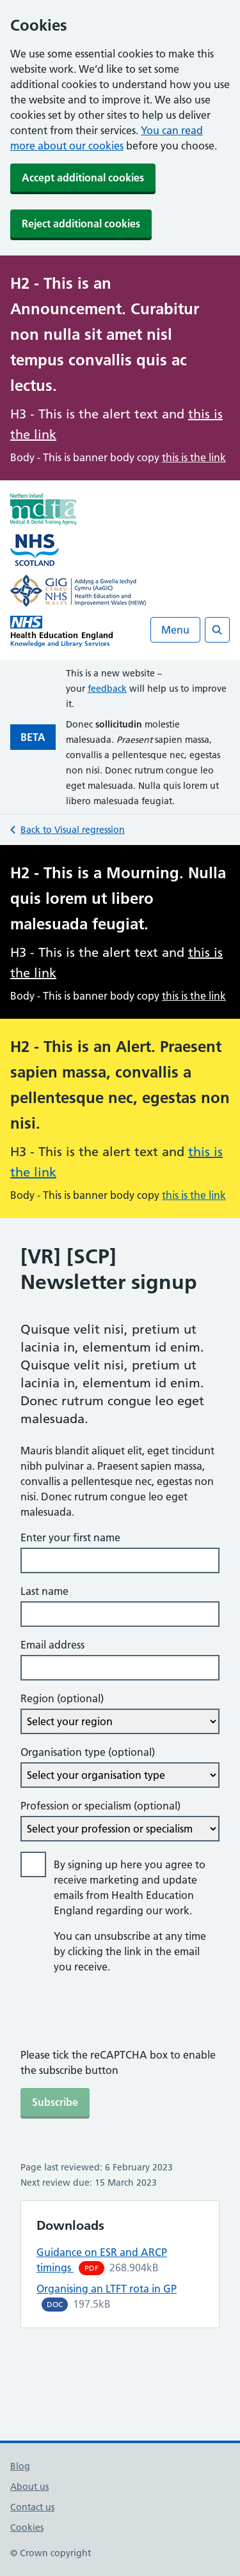 Cookies
We use some essential cookies to make this
website work. We’d like to set some
additional cookies to understand how you use
the website and to improve it. We also use
cookies set by other sites to help us deliver
content from their services. You can read
more about our cookies before you choose.
Accept additional cookies
Reject additional cookies
H2 - This is an
Announcement. Curabitur
non nulla sit amet nisl
tempus convallis quis ac
lectus.
H3 - This is the alert text and this is
the link
Body - This is banner body copy this is the link
Northern Ireland
mdta
Medical & Dental Training Agency
NHS
SCOTLAND
GIG
CYMRU
NHS
WALES
Addysg a Gwella Iechyd
Cymru (AaGIC)
Health Education and
Improvement Wales (HEIW)
NHS
Health Education England
Knowledge and Library Services
Menu
This is a new website –
your feedback will help us to improve
it.
BETA
Donec sollicitudin molestie
malesuada. Praesent sapien massa,
convallis a pellentesque nec, egestas
non nisi. Donec rutrum congue leo
eget malesuada. Nulla quis lorem ut
libero malesuada feugiat.
Back to Visual regression
H2 - This is a Mourning. Nulla
quis lorem ut libero
malesuada feugiat.
H3 - This is the alert text and this is
the link
Body - This is banner body copy this is the link
H2 - This is an Alert. Praesent
sapien massa, convallis a
pellentesque nec, egestas non
nisi.
H3 - This is the alert text and this is
the link
Body - This is banner body copy this is the link
[VR] [SCP]
Newsletter signup
Quisque velit nisi, pretium ut
lacinia in, elementum id enim.
Quisque velit nisi, pretium ut
lacinia in, elementum id enim.
Donec rutrum congue leo eget
malesuada.
Mauris blandit aliquet elit, eget tincidunt
nibh pulvinar a. Praesent sapien massa,
convallis a pellentesque nec, egestas non
nisi. Donec rutrum congue leo eget
malesuada.
Enter your first name
Last name
Email address
Region (optional)
Select your region
Organisation type (optional)
Select your organisation type
Profession or specialism (optional)
Select your profession or specialism
By signing up here you agree to
receive marketing and update
emails from Health Education
England regarding our work.
You can unsubscribe at any time
by clicking the link in the email
you receive.
Please tick the reCAPTCHA box to enable
the subscribe button
Subscribe
Page last reviewed: 6 February 2023
Next review due: 15 March 2023
Downloads
Guidance on ESR and ARCP
timings PDF 268.904kB
Organising an LTFT rota in GP
DOC 197.5kB
Blog
About us
Contact us
Cookies
© Crown copyright